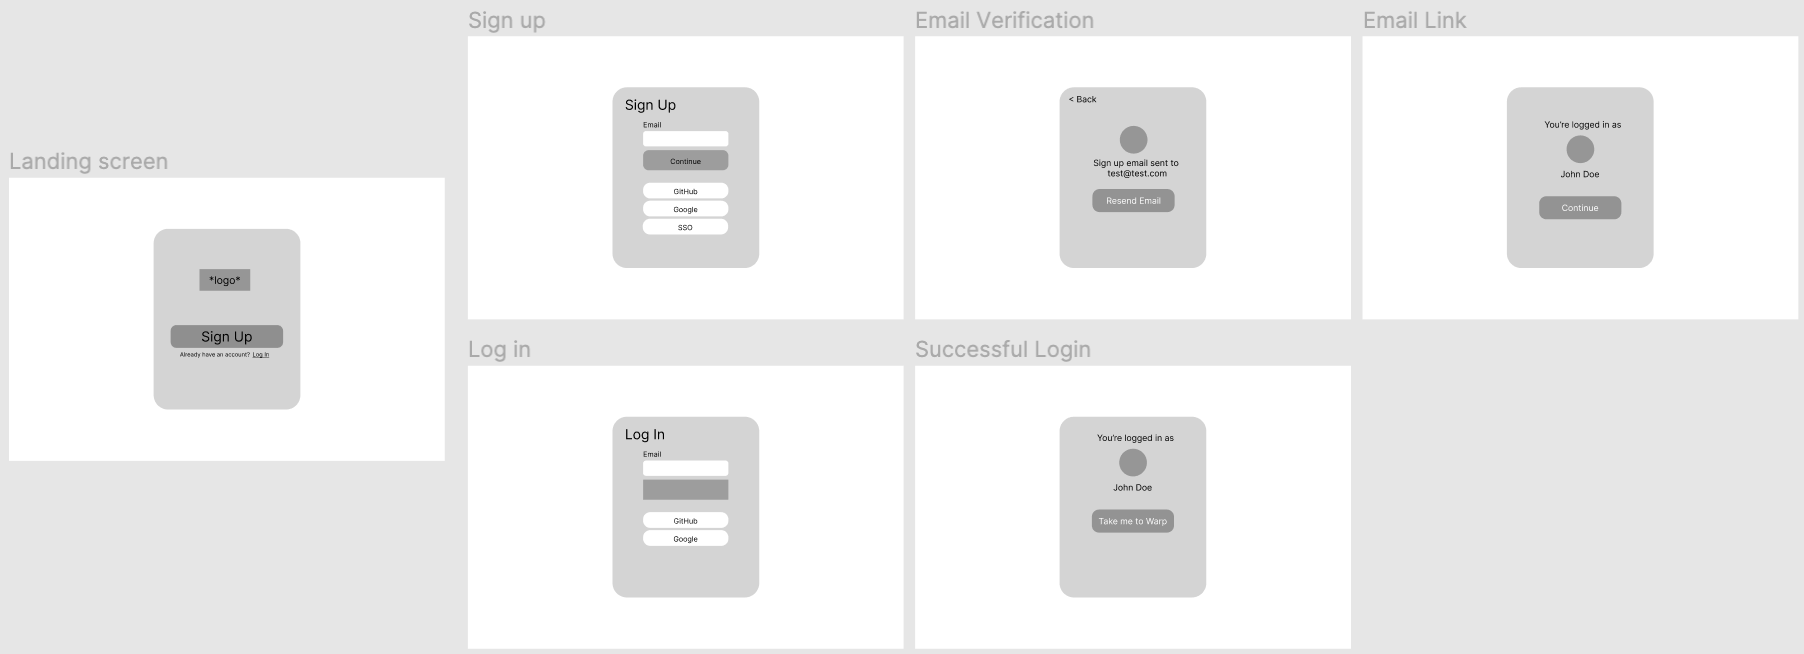 Landing screen
*logo*
Sign Up
Already have an account? Log In
Sign up
Sign Up
Email
Continue
GitHub
Google
SSO
Email Verification
< Back
Sign up email sent to
test@test.com
Resend Email
Email Link
You're logged in as
John Doe
Continue
Log in
Log In
Email
GitHub
Google
Successful Login
You're logged in as
John Doe
Take me to Warp